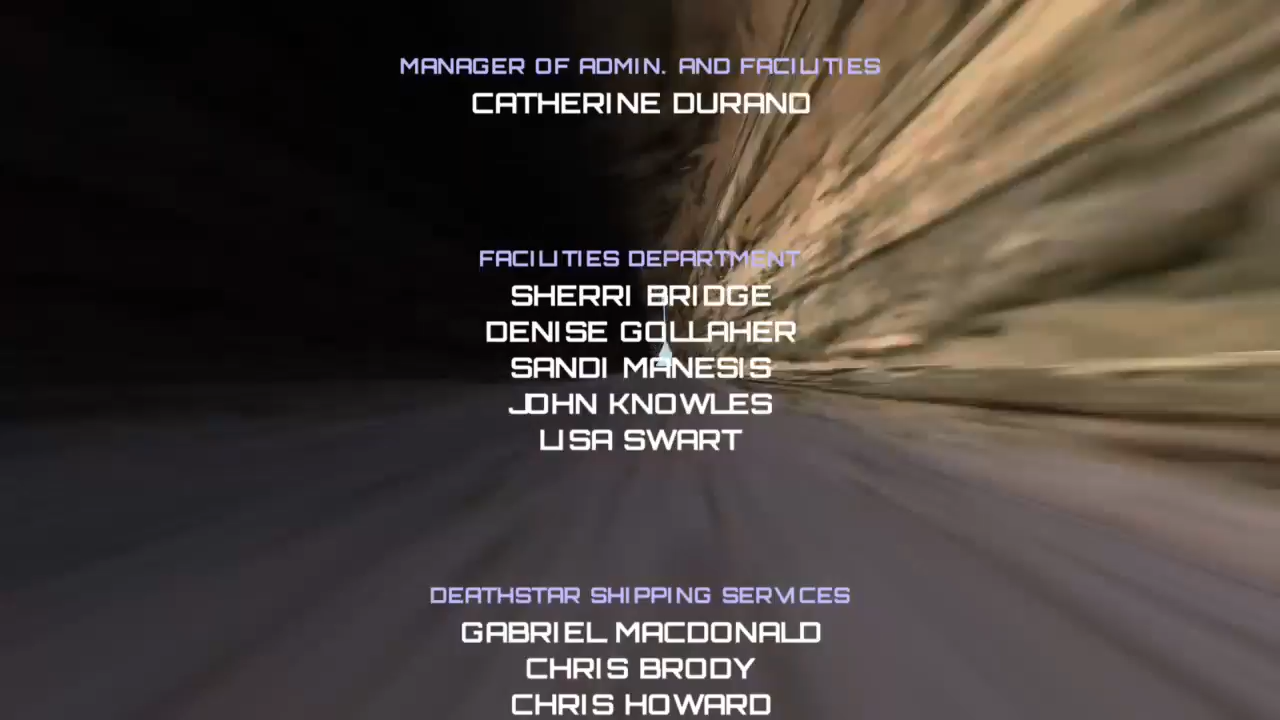 MANAGER OF ADMIN. AND FACILITIES
CATHERINE DURAND
FACILITIES DEPARTMENT
SHERRI BRIDGE
DENISE GOLLAHER
SANDI MANESIS
JOHN KNOWLES
LISA SWART
DEATHSTAR SHIPPING SERVICES
GABRIEL MACDONALD
CHRIS BRODY
CHRIS HOWARD